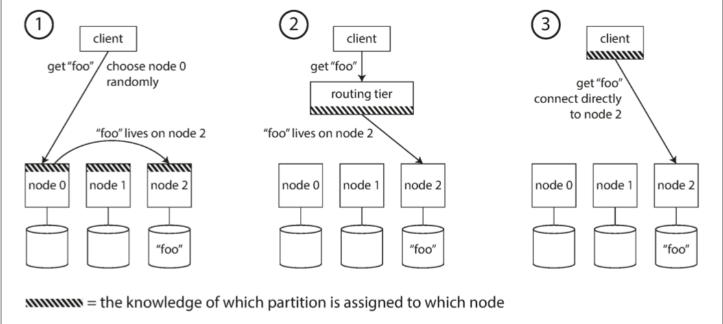 1
client
get “foo”
choose node 0
randomly
“foo” lives on node 2
node 0
node 1
node 2
“foo”
2
client
get “foo”
routing tier
“foo” lives on node 2
node 0
node 1
node 2
“foo”
3
client
get “foo”
connect directly
to node 2
node 0
node 1
node 2
“foo”
= the knowledge of which partition is assigned to which node